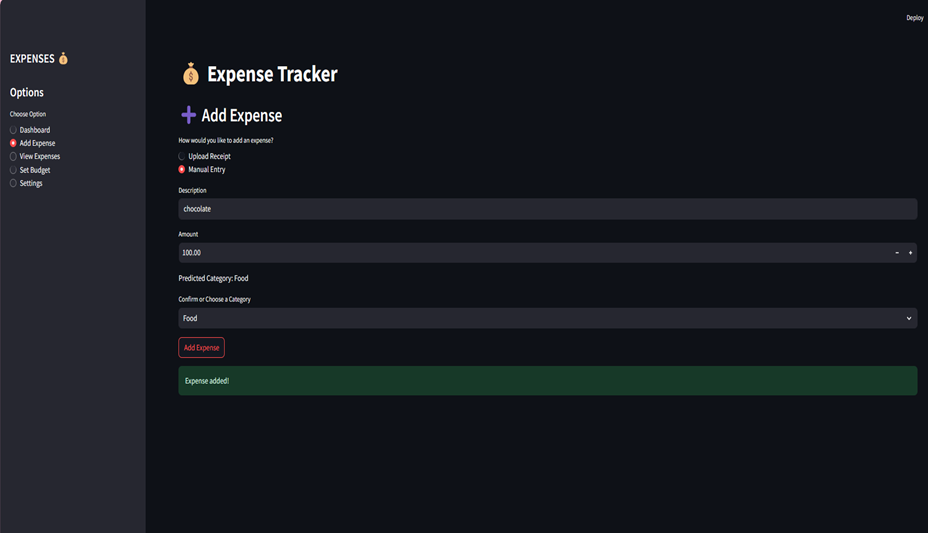 Deploy
EXPENSES 💰
Options
Choose Option
Dashboard
Add Expense
View Expenses
Set Budget
Settings
💰 Expense Tracker
➕ Add Expense
How would you like to add an expense?
Upload Receipt
Manual Entry
Description
chocolate
Amount
100.00 − +
Predicted Category: Food
Confirm or Choose a Category
Food
Add Expense
Expense added!